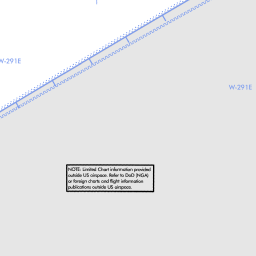 W-291E
W-291E
NOTE: Limited Chart information provided
outside US airspace. Refer to DoD (NGA)
or foreign charts and flight information
publications outside US airspace.